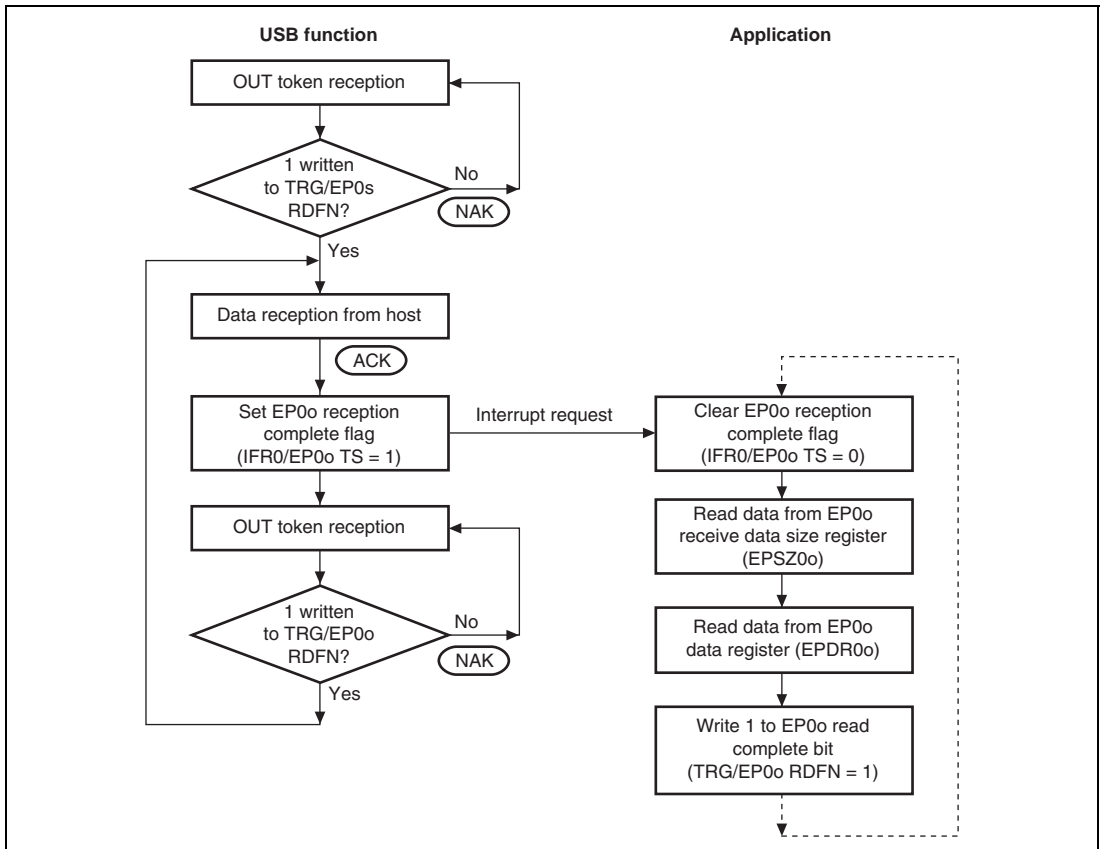 USB function
Application
OUT token reception
1 written
to TRG/EP0s
RDFN?
No
NAK
Yes
Data reception from host
ACK
Set EP0o reception
complete flag
(IFR0/EP0o TS = 1)
Interrupt request
Clear EP0o reception
complete flag
(IFR0/EP0o TS = 0)
OUT token reception
Read data from EP0o
receive data size register
(EPSZ0o)
1 written
to TRG/EP0o
RDFN?
No
NAK
Yes
Read data from EP0o
data register (EPDR0o)
Write 1 to EP0o read
complete bit
(TRG/EP0o RDFN = 1)